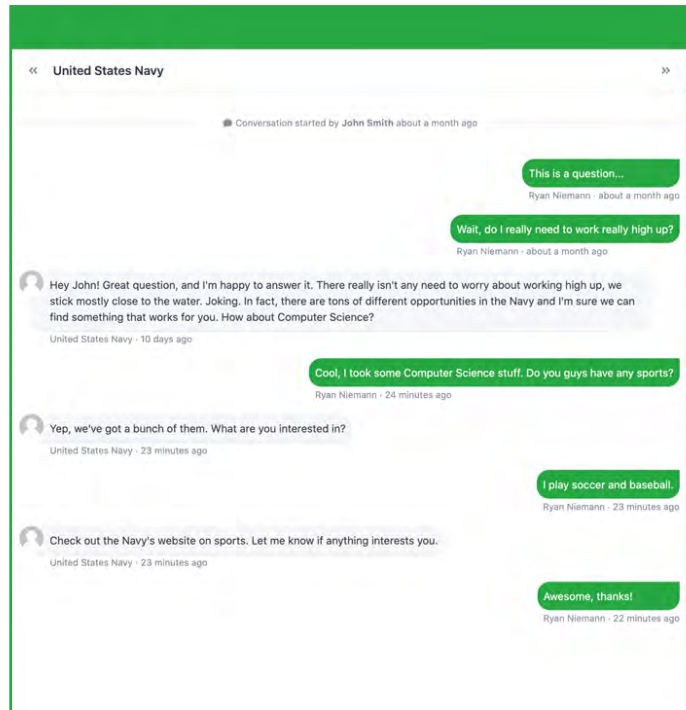 « United States Navy »
Conversation started by John Smith about a month ago
This is a question...
Ryan Niemann · about a month ago
Wait, do I really need to work really high up?
Ryan Niemann · about a month ago
Hey John! Great question, and I'm happy to answer it. There really isn't any need to worry about working high up, we
stick mostly close to the water. Joking. In fact, there are tons of different opportunities in the Navy and I'm sure we can
find something that works for you. How about Computer Science?
United States Navy · 10 days ago
Cool, I took some Computer Science stuff. Do you guys have any sports?
Ryan Niemann · 24 minutes ago
Yep, we've got a bunch of them. What are you interested in?
United States Navy · 23 minutes ago
I play soccer and baseball.
Ryan Niemann · 23 minutes ago
Check out the Navy's website on sports. Let me know if anything interests you.
United States Navy · 23 minutes ago
Awesome, thanks!
Ryan Niemann · 22 minutes ago